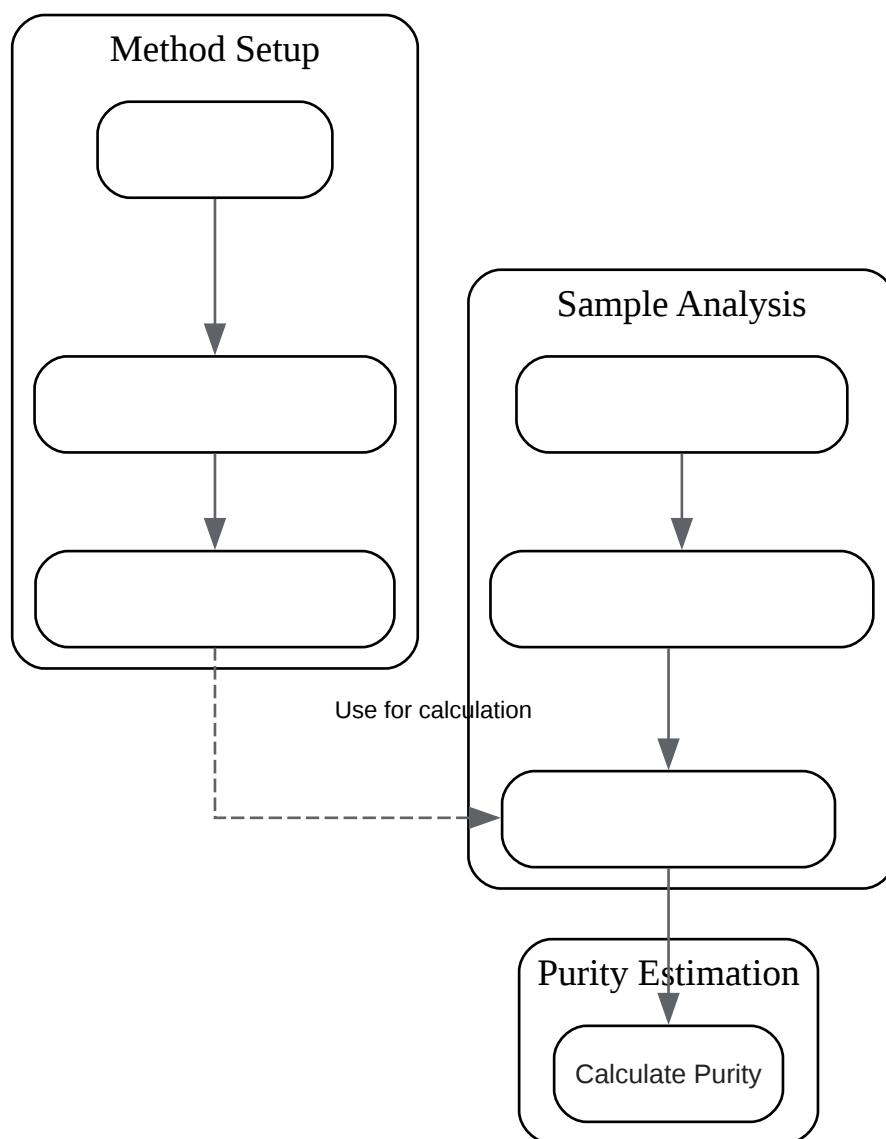 Method Setup
Sample Analysis
Use for calculation
Purity Estimation
Calculate Purity